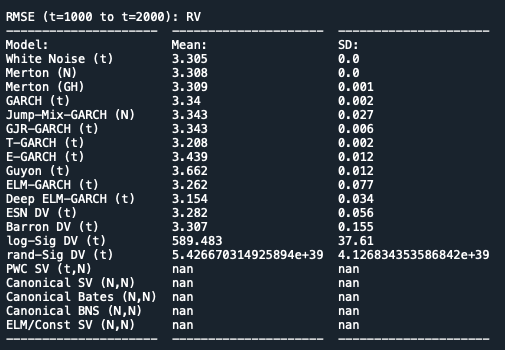 RMSE (t=1000 to t=2000): RV
Model: Mean: SD:
White Noise (t) 3.305 0.0
Merton (N) 3.308 0.0
Merton (GH) 3.309 0.001
GARCH (t) 3.34 0.002
Jump-Mix-GARCH (N) 3.343 0.027
GJR-GARCH (t) 3.343 0.006
T-GARCH (t) 3.208 0.002
E-GARCH (t) 3.439 0.012
Guyon (t) 3.662 0.012
ELM-GARCH (t) 3.262 0.077
Deep ELM-GARCH (t) 3.154 0.034
ESN DV (t) 3.282 0.056
Barron DV (t) 3.307 0.155
log-Sig DV (t) 589.483 37.61
rand-Sig DV (t) 5.426670314925894e+39 4.126834353586842e+39
PWC SV (t,N) nan nan
Canonical SV (N,N) nan nan
Canonical Bates (N,N) nan nan
Canonical BNS (N,N) nan nan
ELM/Const SV (N,N) nan nan